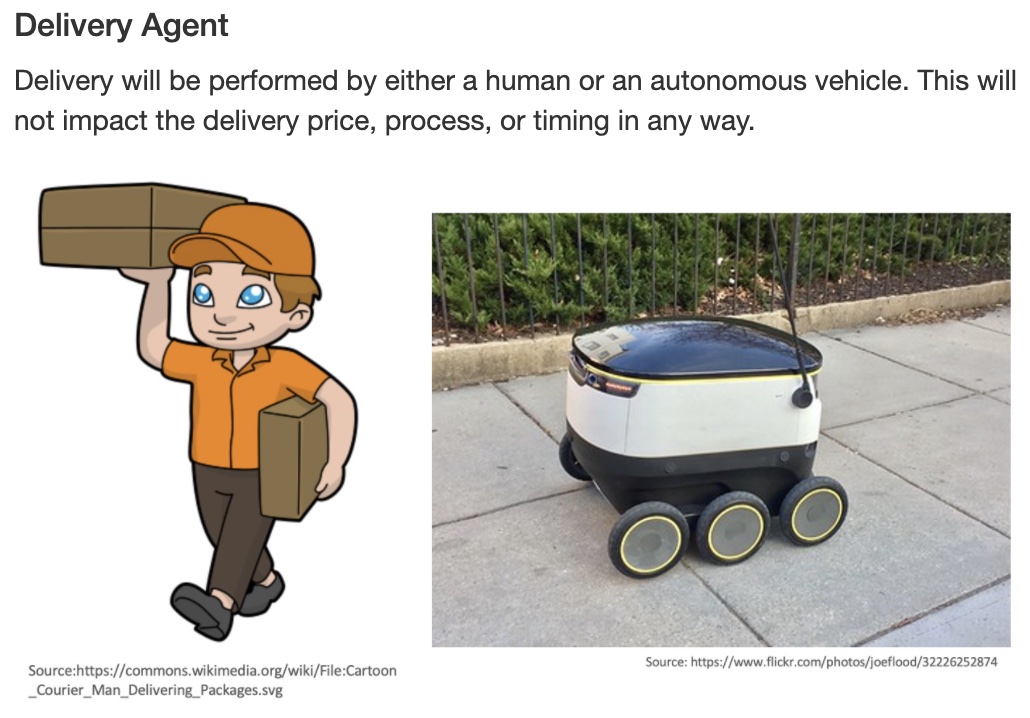 Delivery Agent
Delivery will be performed by either a human or an autonomous vehicle. This will
not impact the delivery price, process, or timing in any way.
Source:https://commons.wikimedia.org/wiki/File:Cartoon
_Courier_Man_Delivering_Packages.svg
Source: https://www.flickr.com/photos/joeflood/32226252874